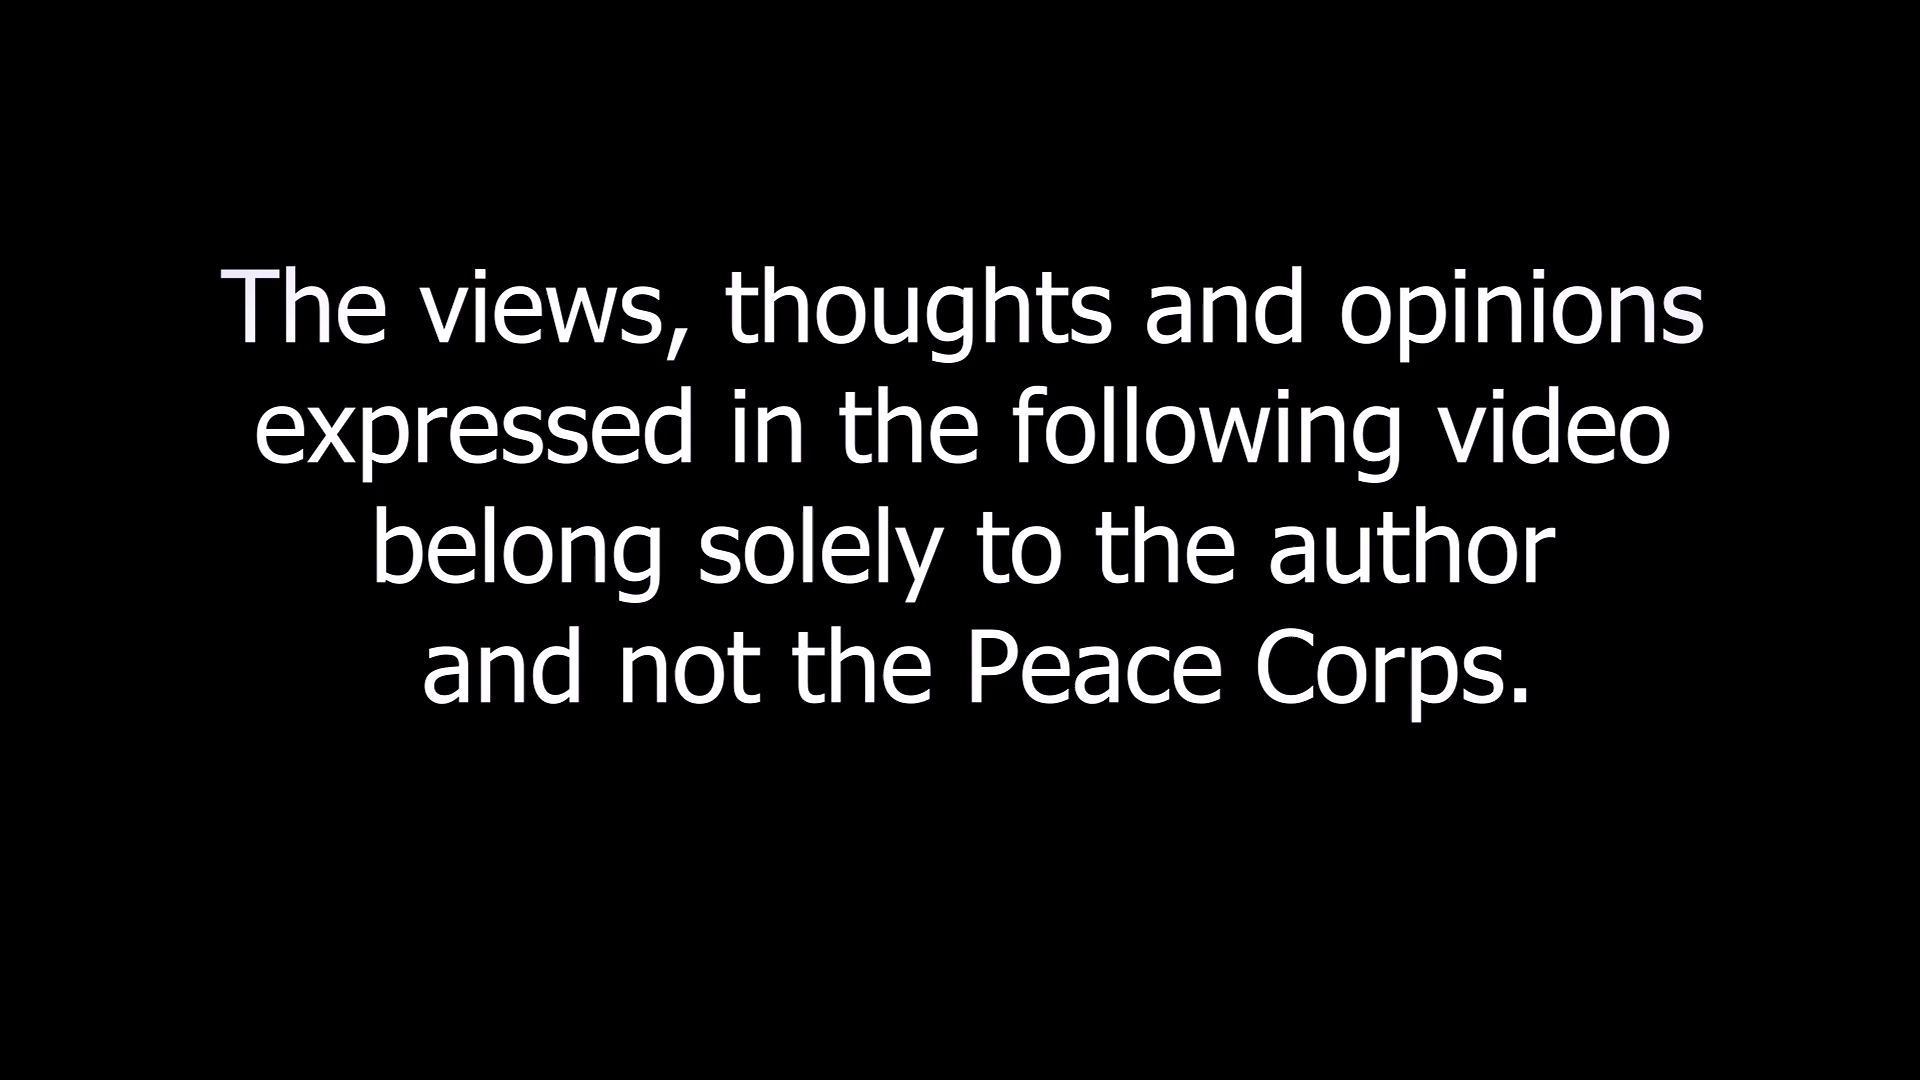 The views, thoughts and opinions
expressed in the following video
belong solely to the author
and not the Peace Corps.